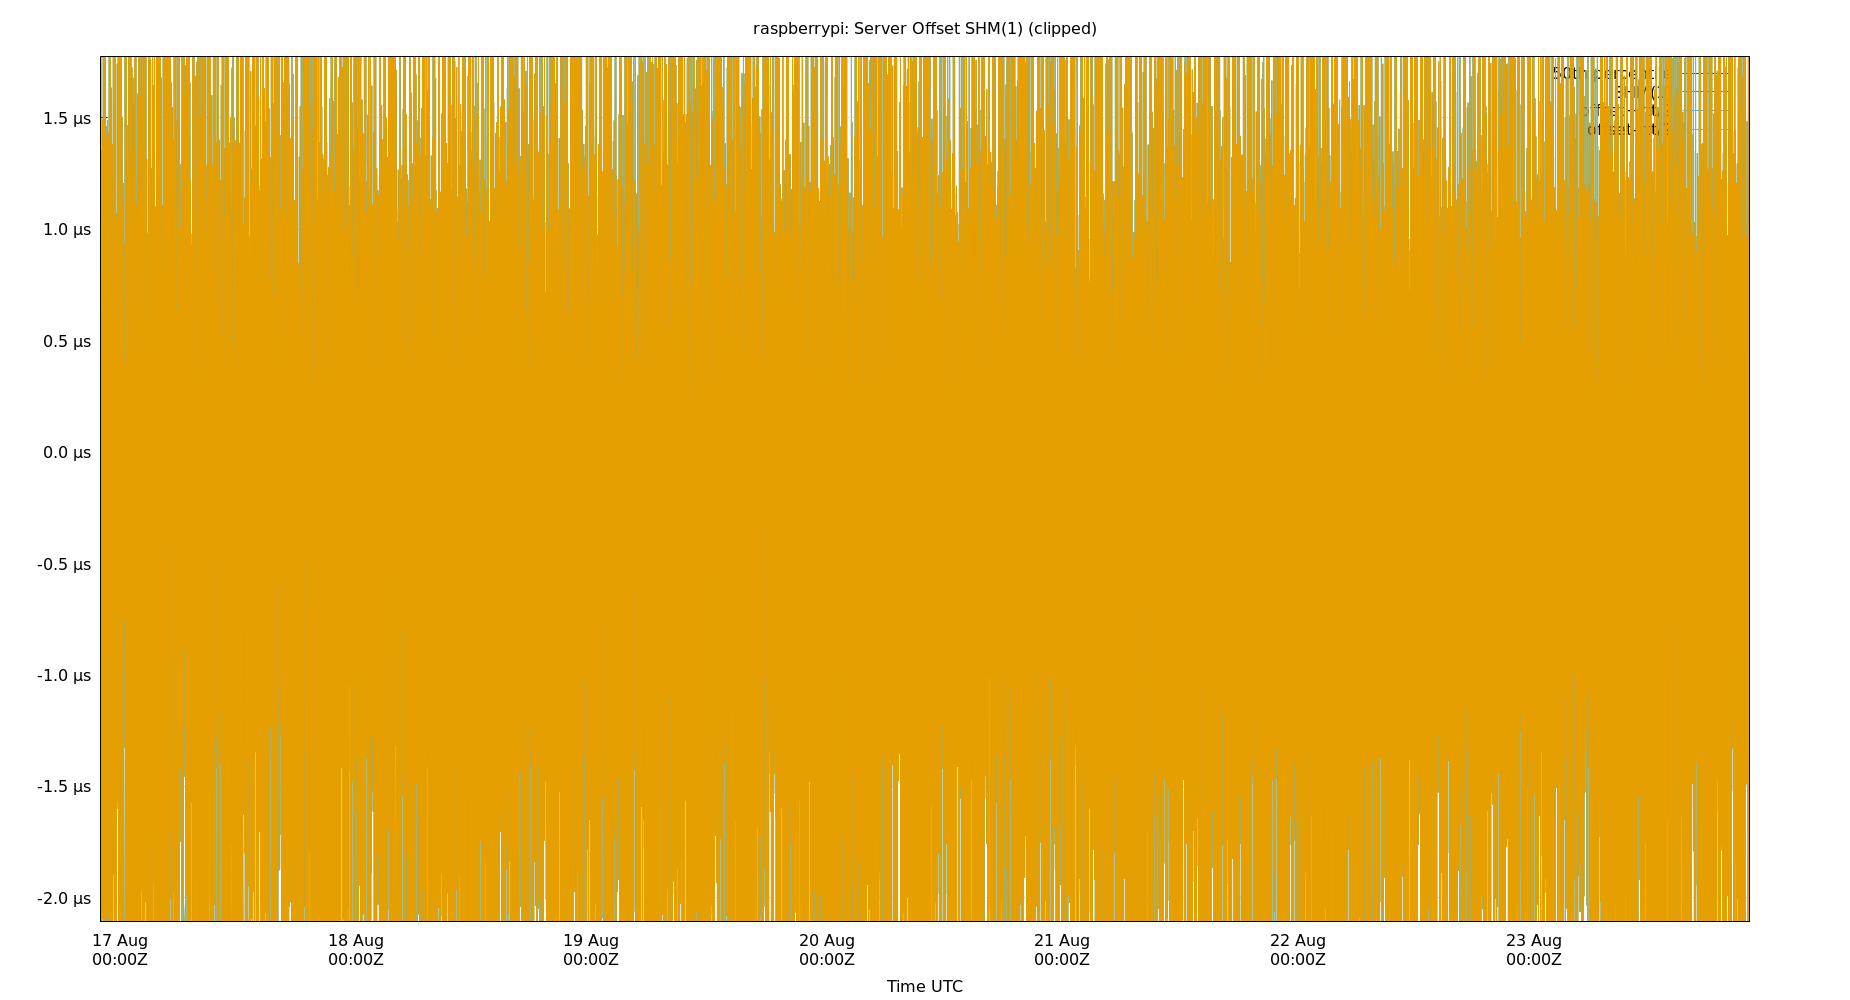 raspberrypi: Server Offset SHM(1) (clipped)
1.5 µs
1.0 µs
0.5 µs
0.0 µs
-0.5 µs
-1.0 µs
-1.5 µs
-2.0 µs
17 Aug 18 Aug 19 Aug 20 Aug 21 Aug 22 Aug 23 Aug
00:00Z 00:00Z 00:00Z 00:00Z 00:00Z 00:00Z 00:00Z
Time UTC